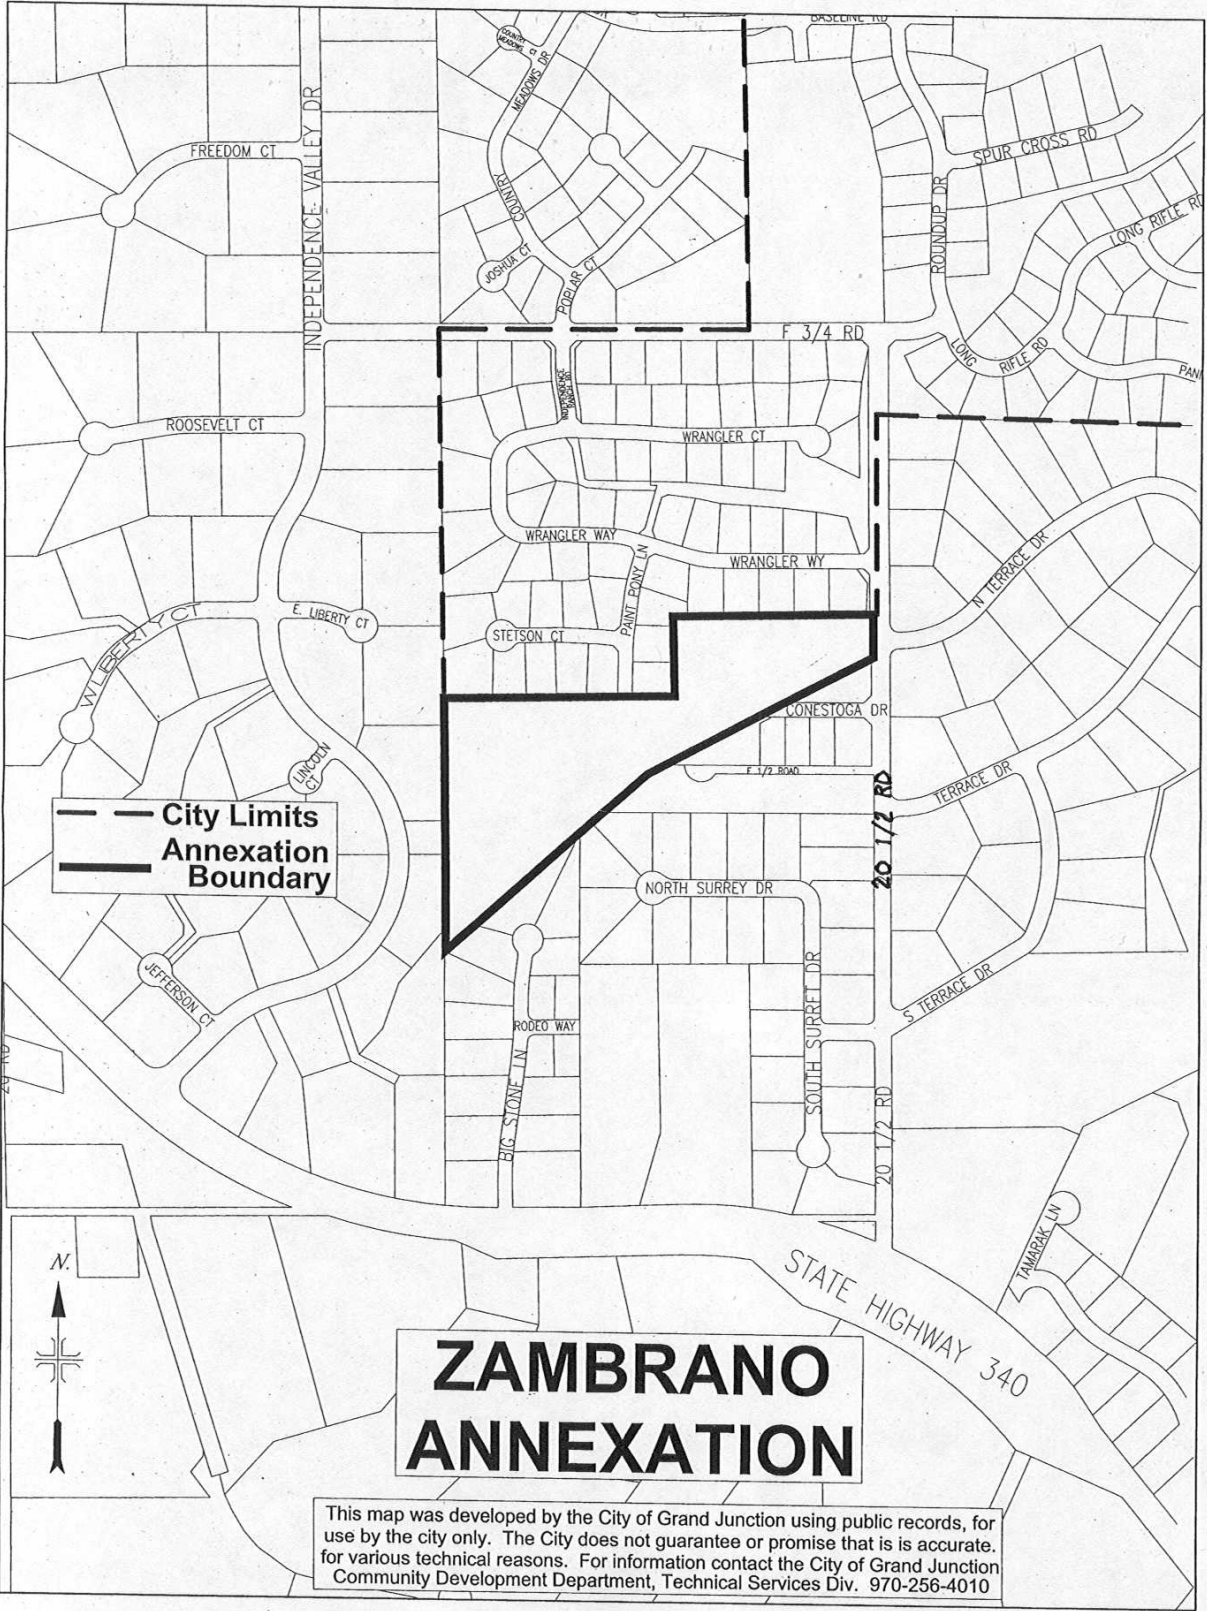 BASELINE RD
COUNTRY
MEADOWS CT
COUNTRY MEADOWS DR
FREEDOM CT
INDEPENDENCE VALLEY DR
SPUR CROSS RD
ROUNDUP DR
LONG RIFLE RD
JOSHUA CT
POPLAR CT
F 3/4 RD
LONG RIFLE RD
INDEPENDENCE
RANCH RD
ROOSEVELT CT
WRANGLER CT
WRANGLER WAY
WRANGLER WY
PAINT PONY LN
N TERRACE DR
E. LIBERTY CT
W LIBERTY CT
STETSON CT
CONESTOGA DR
LINCOLN
CT
F 1/2 ROAD
TERRACE DR
20 1/2 RD
City Limits
Annexation
Boundary
NORTH SURREY DR
JEFFERSON CT
S TERRACE DR
SOUTH SURREY DR
RODEO WAY
BIG STONE LN
20 RD
20 1/2 RD
TAMARAK LN
N.
STATE HIGHWAY 340
ZAMBRANO
ANNEXATION
This map was developed by the City of Grand Junction using public records, for
use by the city only. The City does not guarantee or promise that is is accurate.
for various technical reasons. For information contact the City of Grand Junction
Community Development Department, Technical Services Div. 970-256-4010